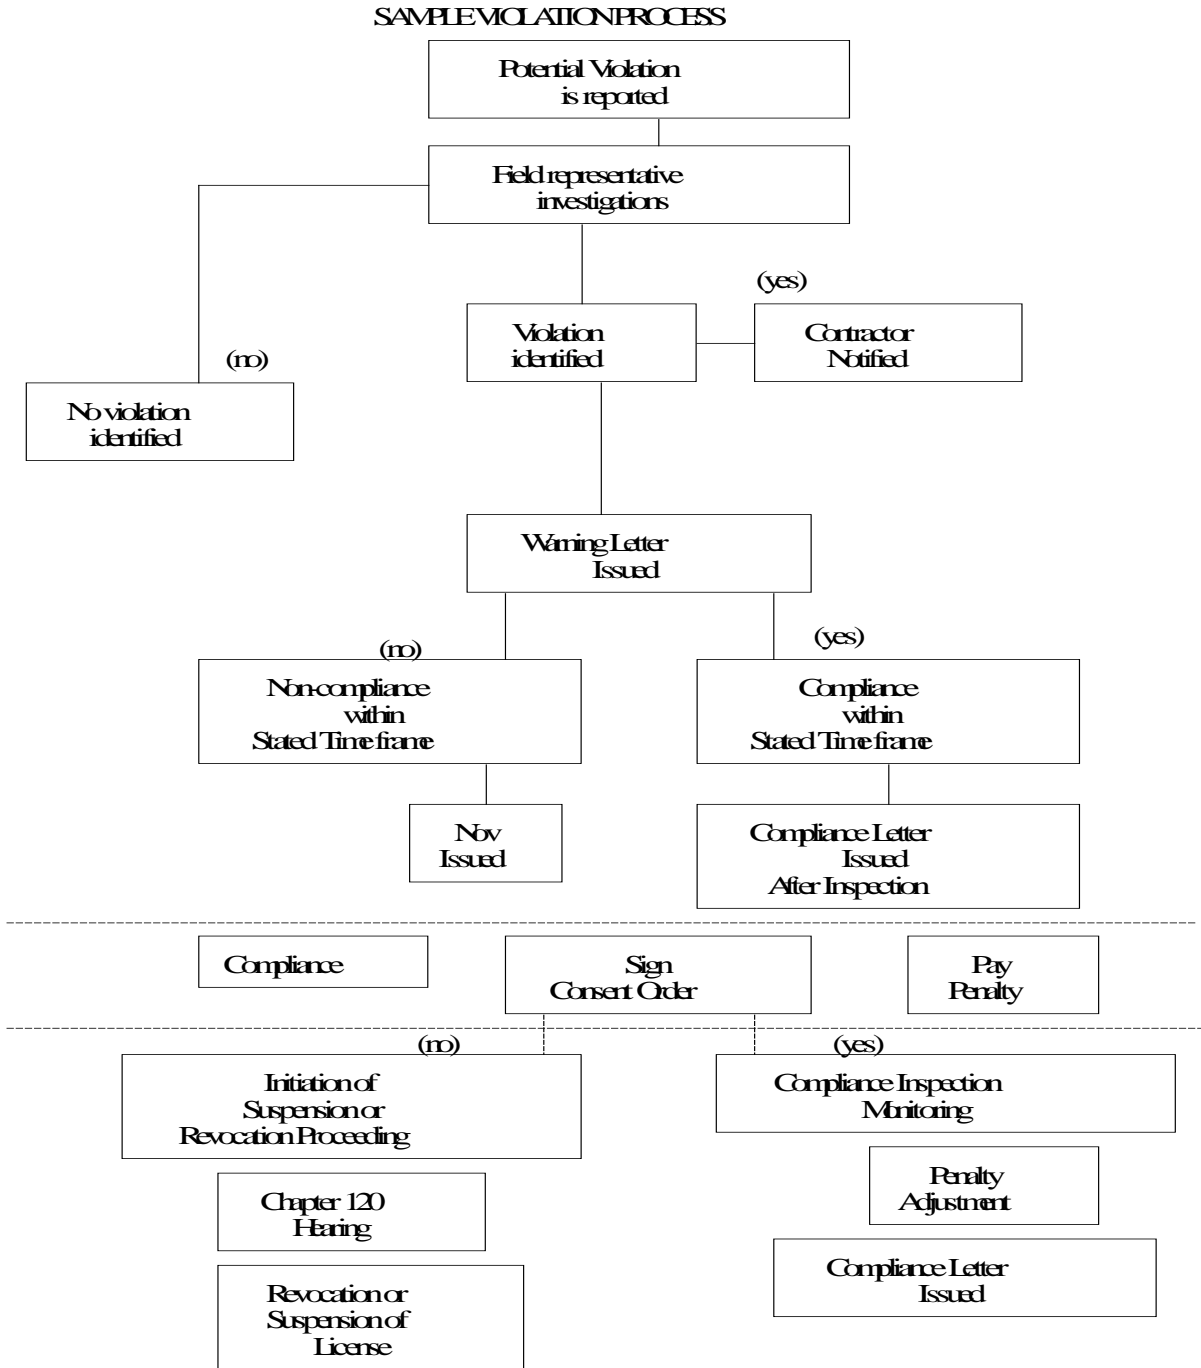 SAMPLE VIOLATION PROCESS
Potential Violation
is reported
Field representative
investigations
(yes)
Violation
identified
Contractor
Notified
(no)
No violation
identified
Warning Letter
Issued
(no)
(yes)
Non-compliance
within
Stated Time frame
Compliance
within
Stated Time frame
Nov
Issued
Compliance Letter
Issued
After Inspection
Compliance
Sign
Consent Order
Pay
Penalty
(no)
(yes)
Initiation of
Suspension or
Revocation Proceeding
Compliance Inspection
Monitoring
Chapter 120
Hearing
Penalty
Adjustment
Revocation or
Suspension of
License
Compliance Letter
Issued